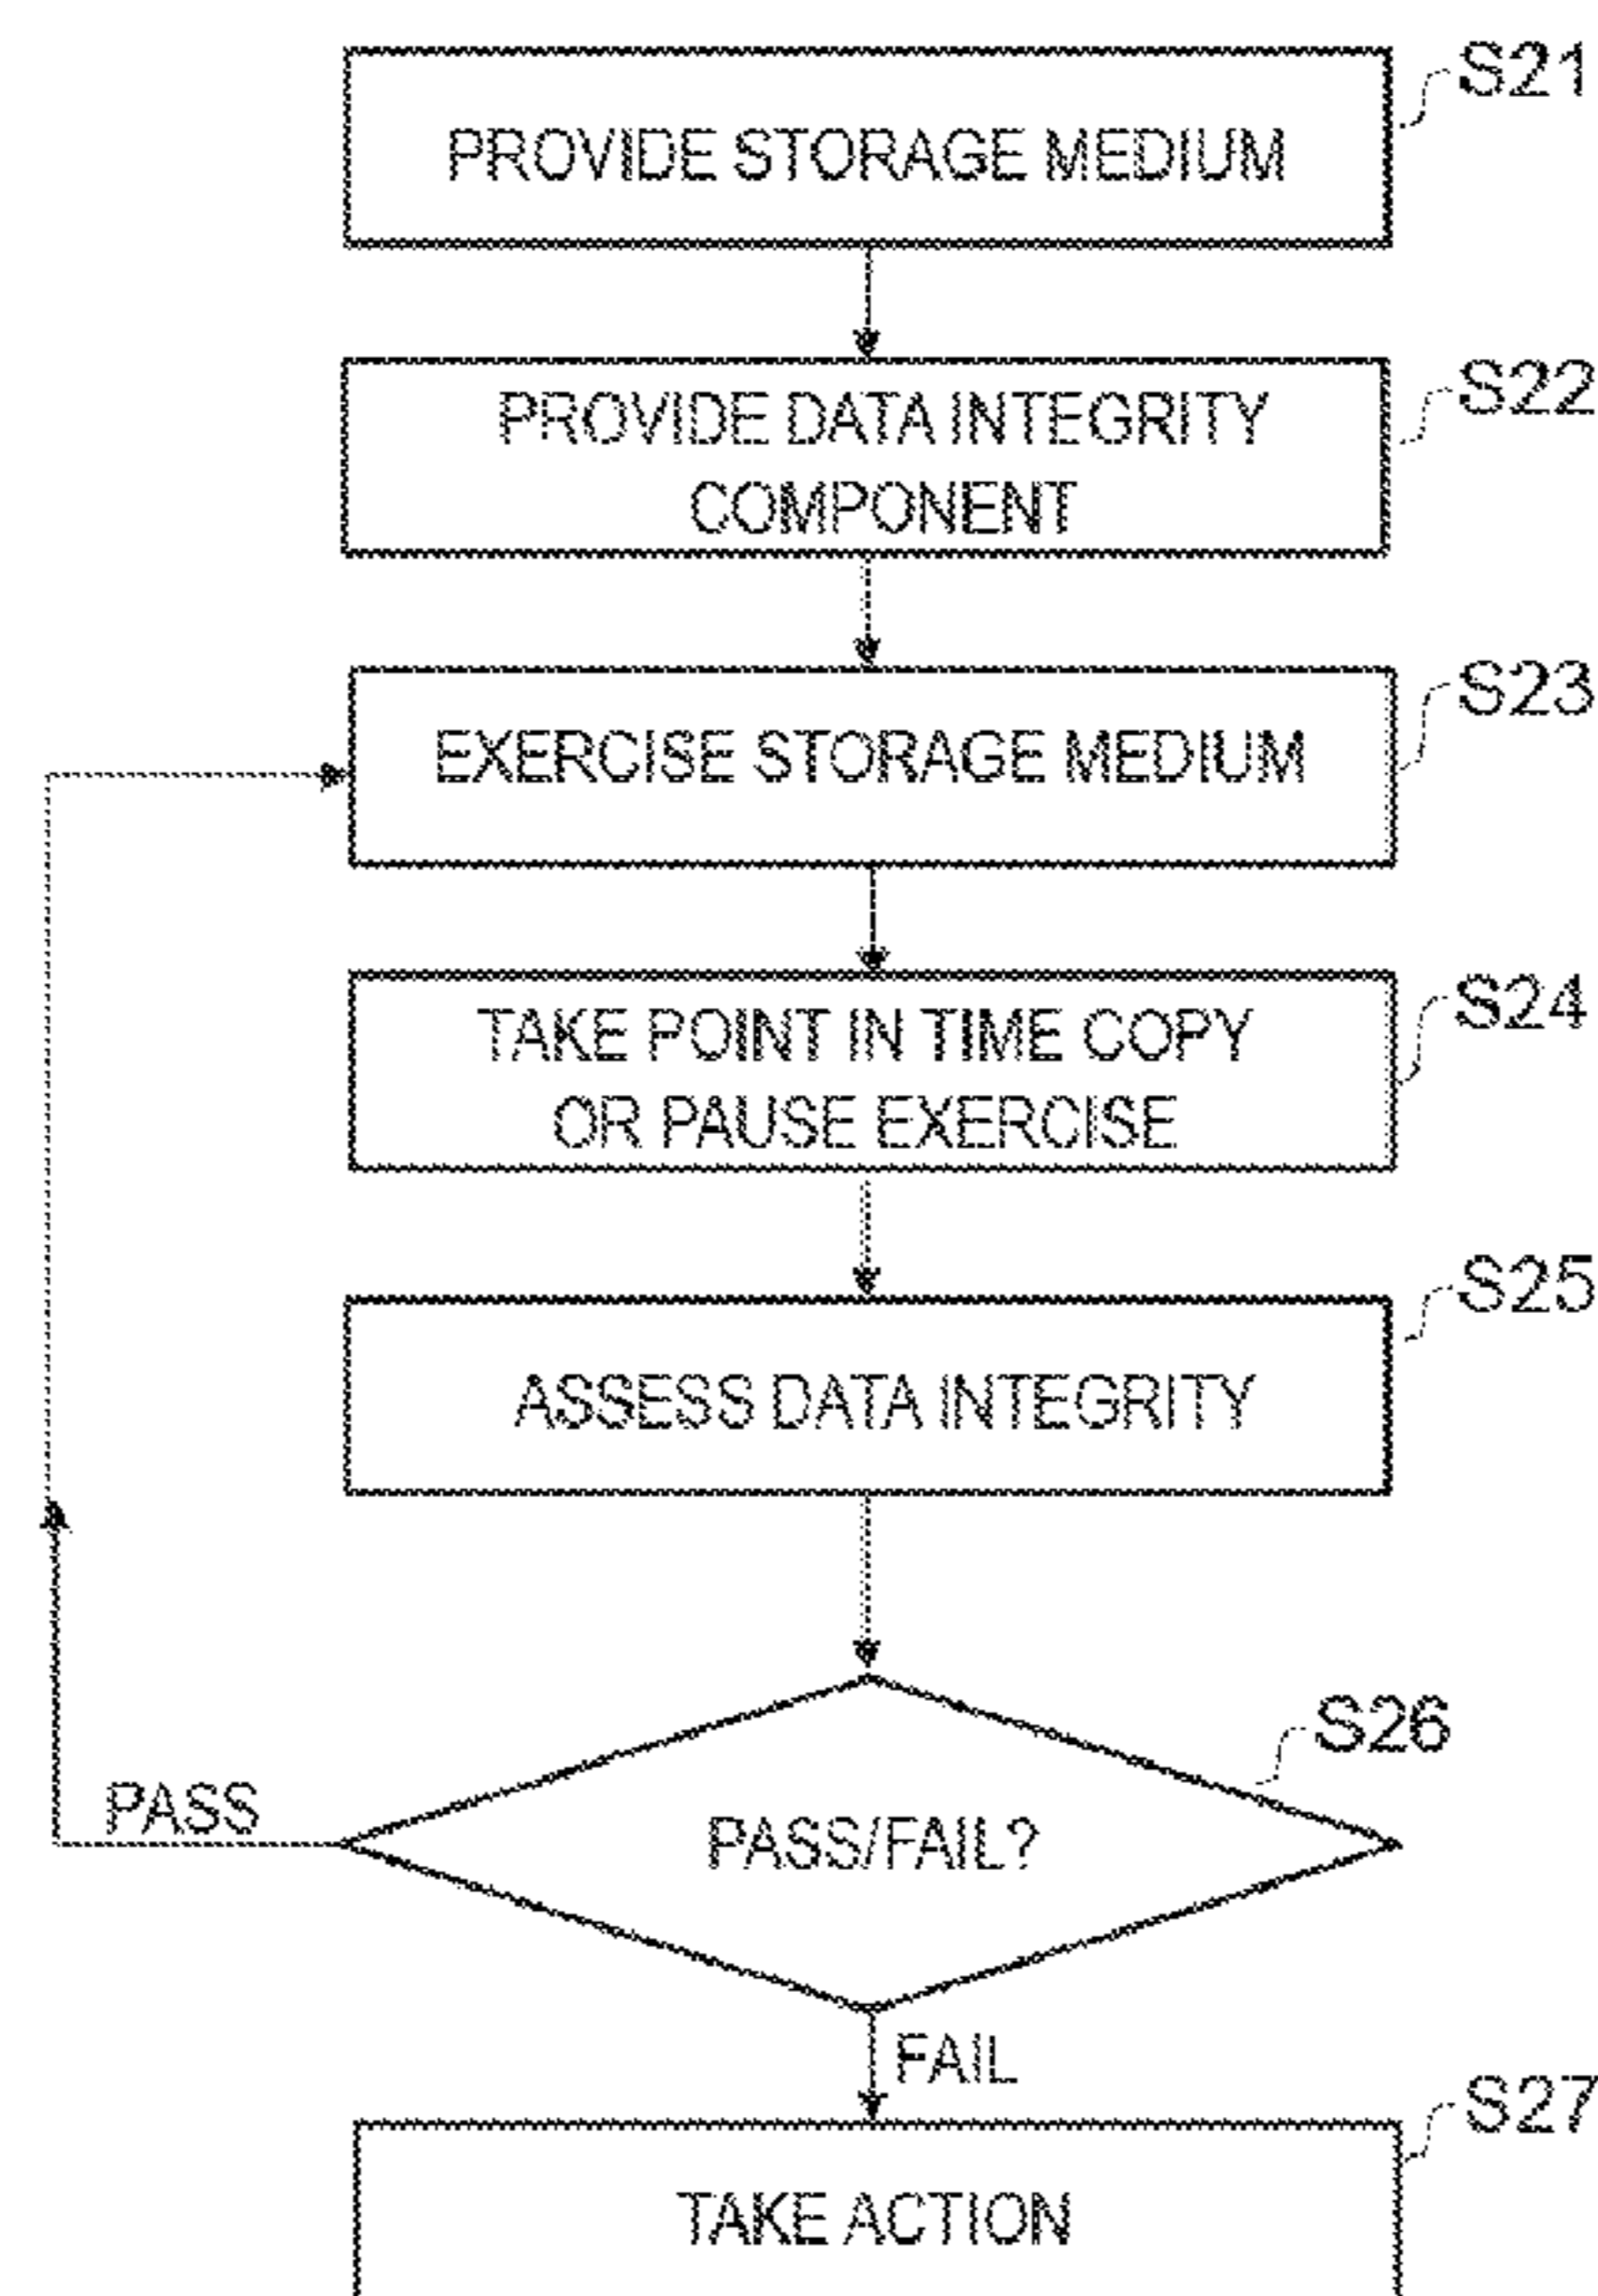 S21
PROVIDE STORAGE MEDIUM
S22
PROVIDE DATA INTEGRITY
COMPONENT
S23
EXERCISE STORAGE MEDIUM
S24
TAKE POINT IN TIME COPY
OR PAUSE EXERCISE
S25
ASSESS DATA INTEGRITY
S26
PASS
PASS/FAIL?
FAIL
S27
TAKE ACTION